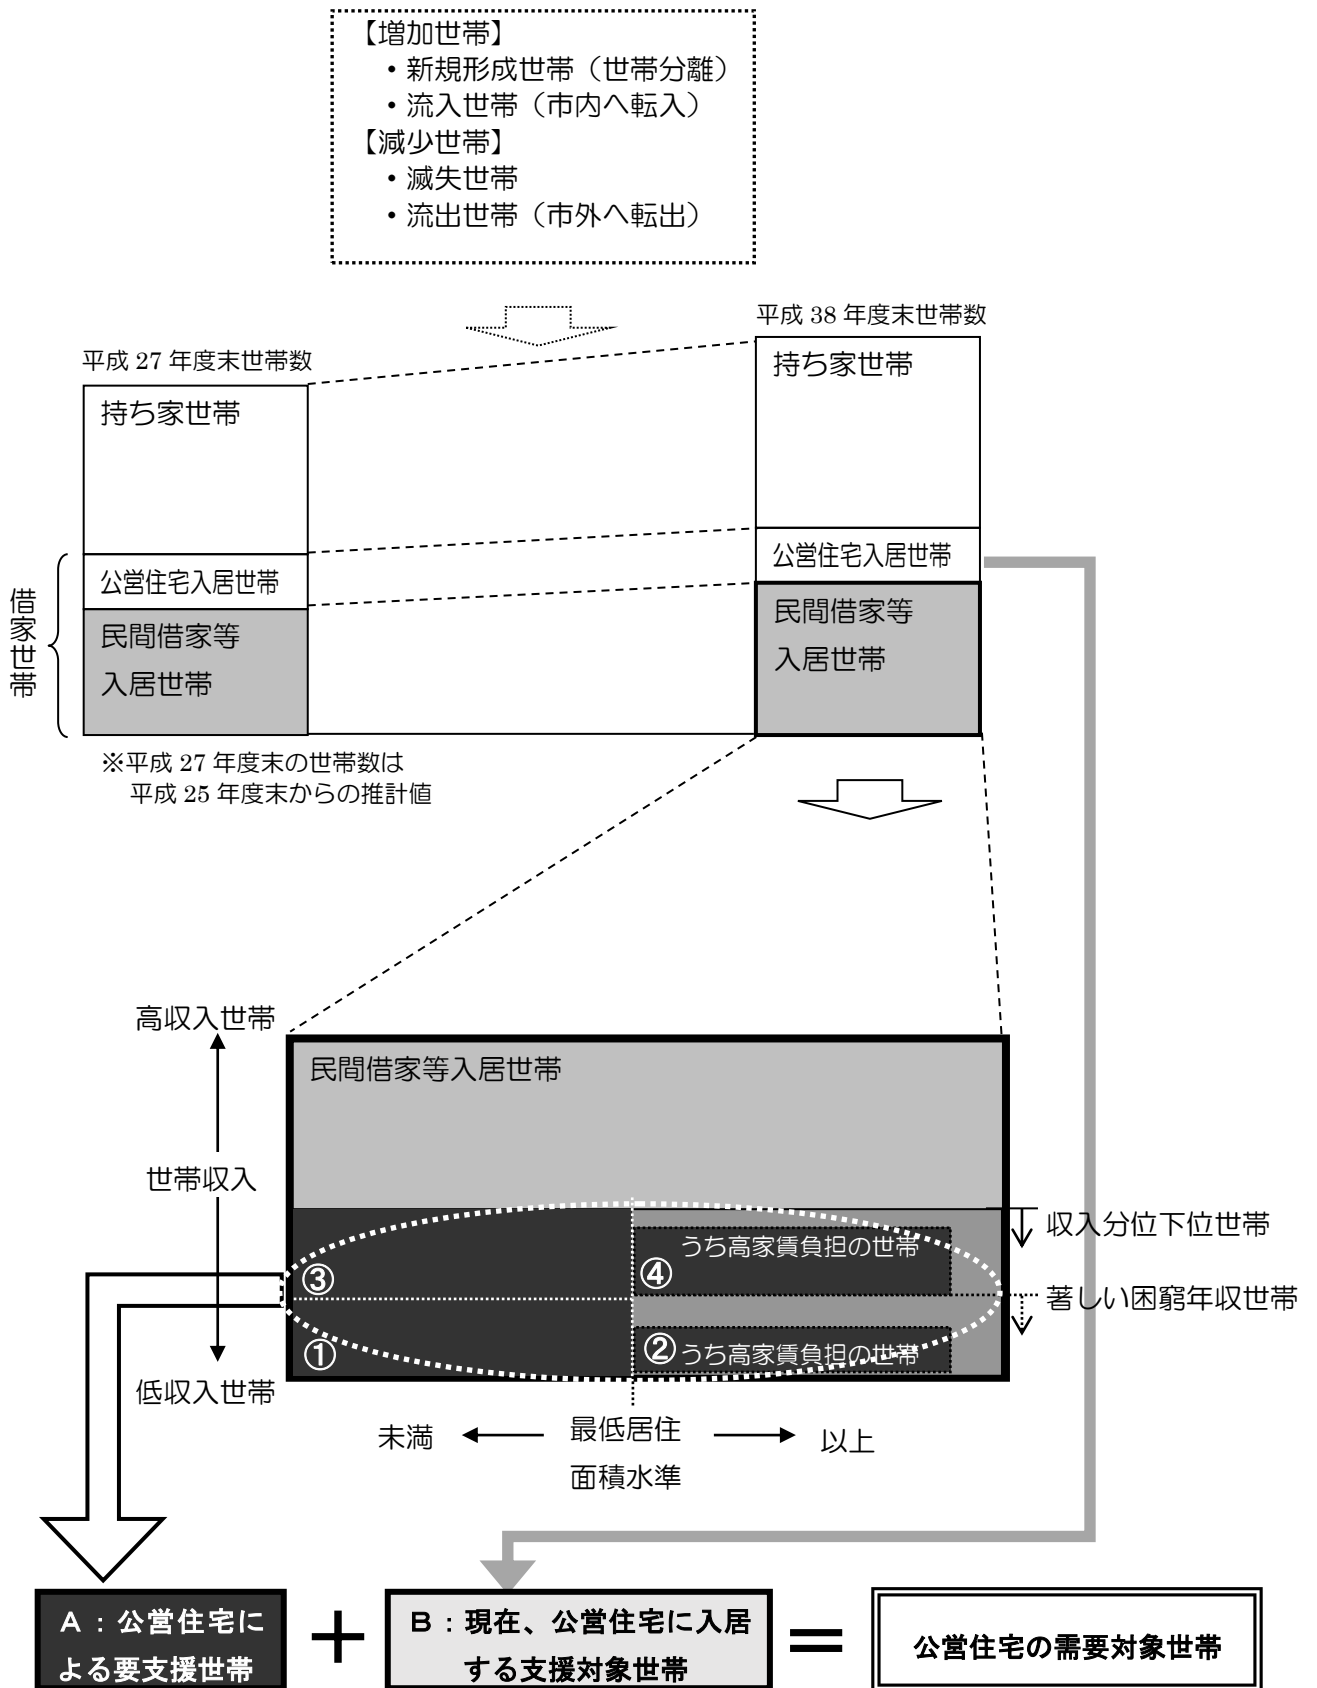 【増加世帯】
・新規形成世帯（世帯分離）
・流入世帯（市内へ転入）
【減少世帯】
・滅失世帯
・流出世帯（市外へ転出）
平成 38 年度末世帯数
平成 27 年度末世帯数
持ち家世帯
持ち家世帯
公営住宅入居世帯
公営住宅入居世帯
借家世帯
民間借家等
入居世帯
民間借家等
入居世帯
※平成 27 年度末の世帯数は
平成 25 年度末からの推計値
高収入世帯
民間借家等入居世帯
世帯収入
収入分位下位世帯
うち高家賃負担の世帯
③
④
著しい困窮年収世帯
①
②うち高家賃負担の世帯
低収入世帯
未満
最低居住
面積水準
以上
Ａ：公営住宅に
よる要支援世帯
＋
Ｂ：現在、公営住宅に入居
する支援対象世帯
＝
公営住宅の需要対象世帯